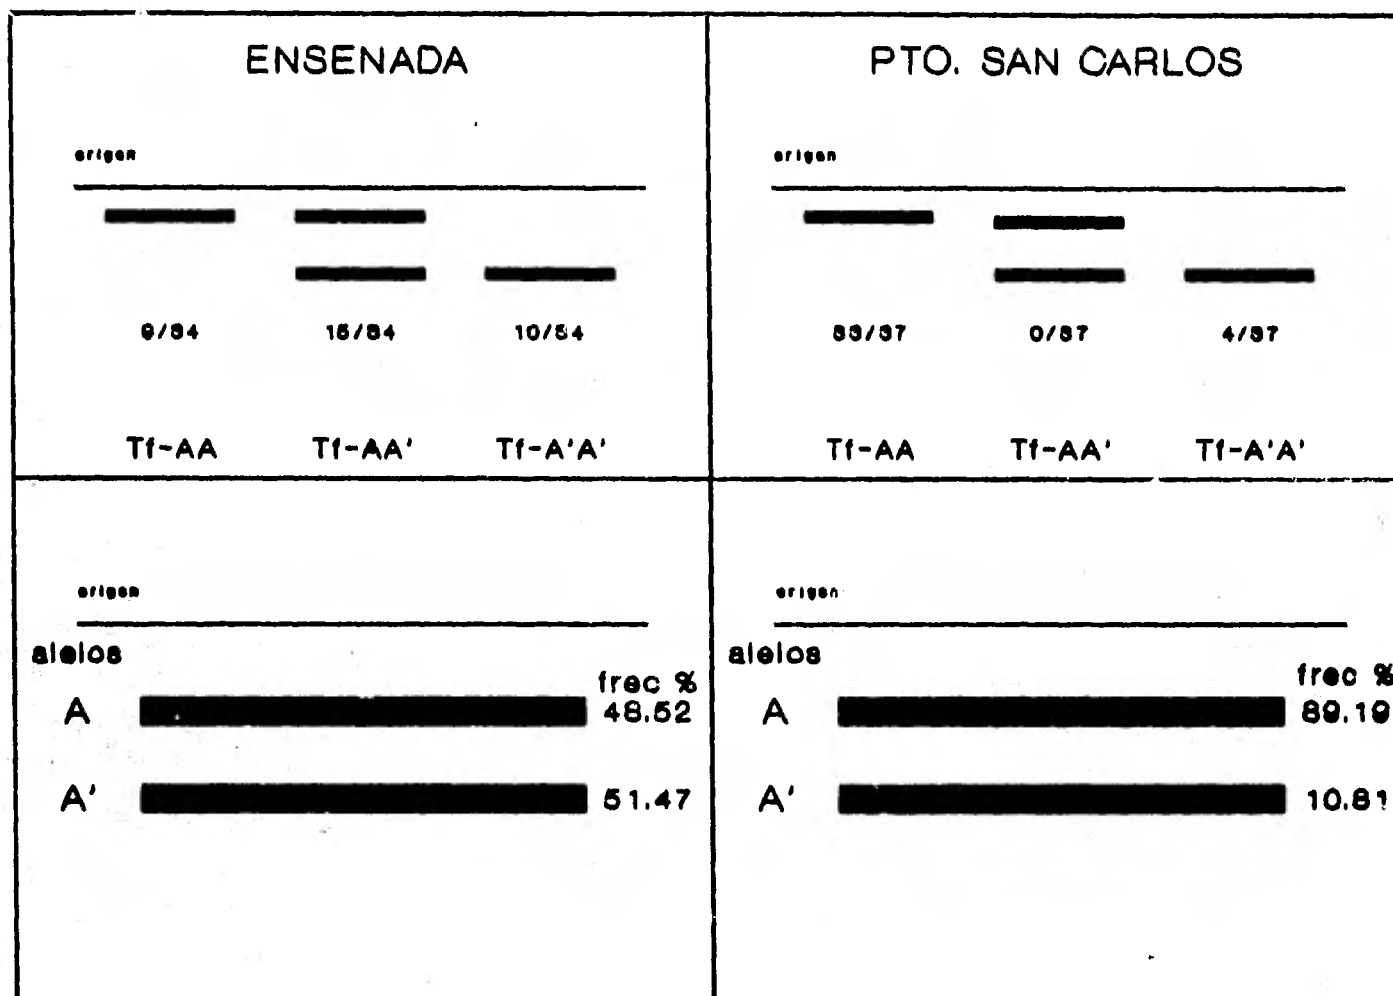 ENSENADA
origen
9/34 15/34 10/34
Tf-AA Tf-AA' Tf-A'A'
PTO. SAN CARLOS
origen
33/37 0/37 4/37
Tf-AA Tf-AA' Tf-A'A'
origen
alelos
frec %
A 48.52
A' 51.47
origen
alelos
frec %
A 89.19
A' 10.81